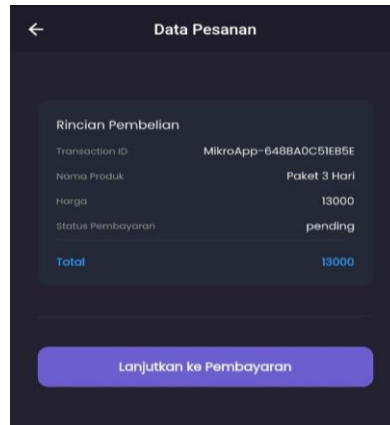 Data Pesanan
Rincian Pembelian
Transaction ID MikroApp-648BA0C51EB5E
Nama Produk Paket 3 Hari
Harga 13000
Status Pembayaran pending
Total 13000
Lanjutkan ke Pembayaran